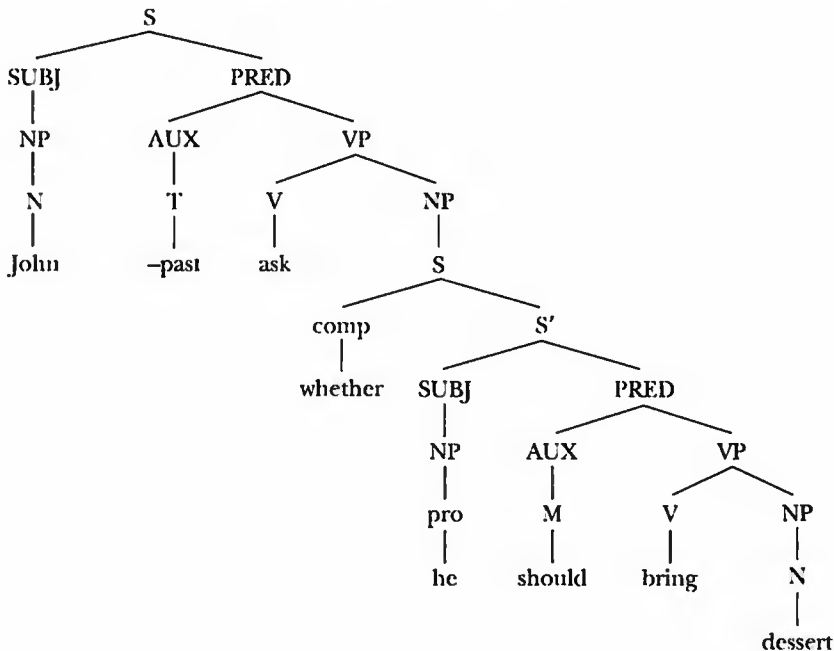 S
SUBJ PRED
NP AUX VP
N T V NP
John –past ask S
comp S'
whether SUBJ PRED
NP AUX VP
pro M V NP
he should bring N
dessert